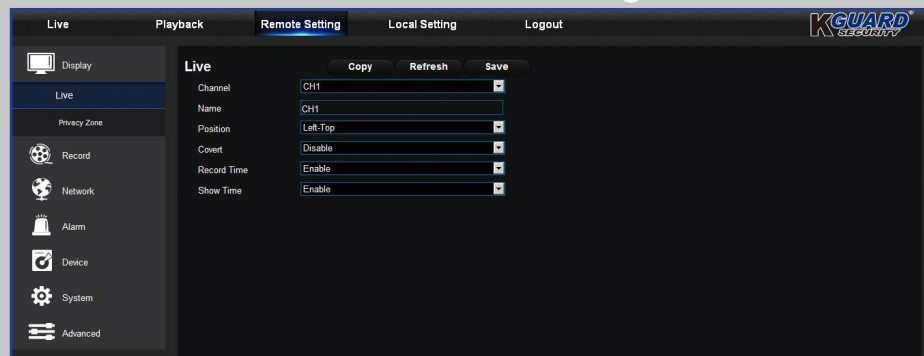 Live Playback Remote Setting Local Setting Logout KGUARD®
SECURITY
Display
Live
Privacy Zone
Record
Network
Alarm
Device
System
Advanced
Live Copy Refresh Save
Channel CH1
Name CH1
Position Left-Top
Covert Disable
Record Time Enable
Show Time Enable